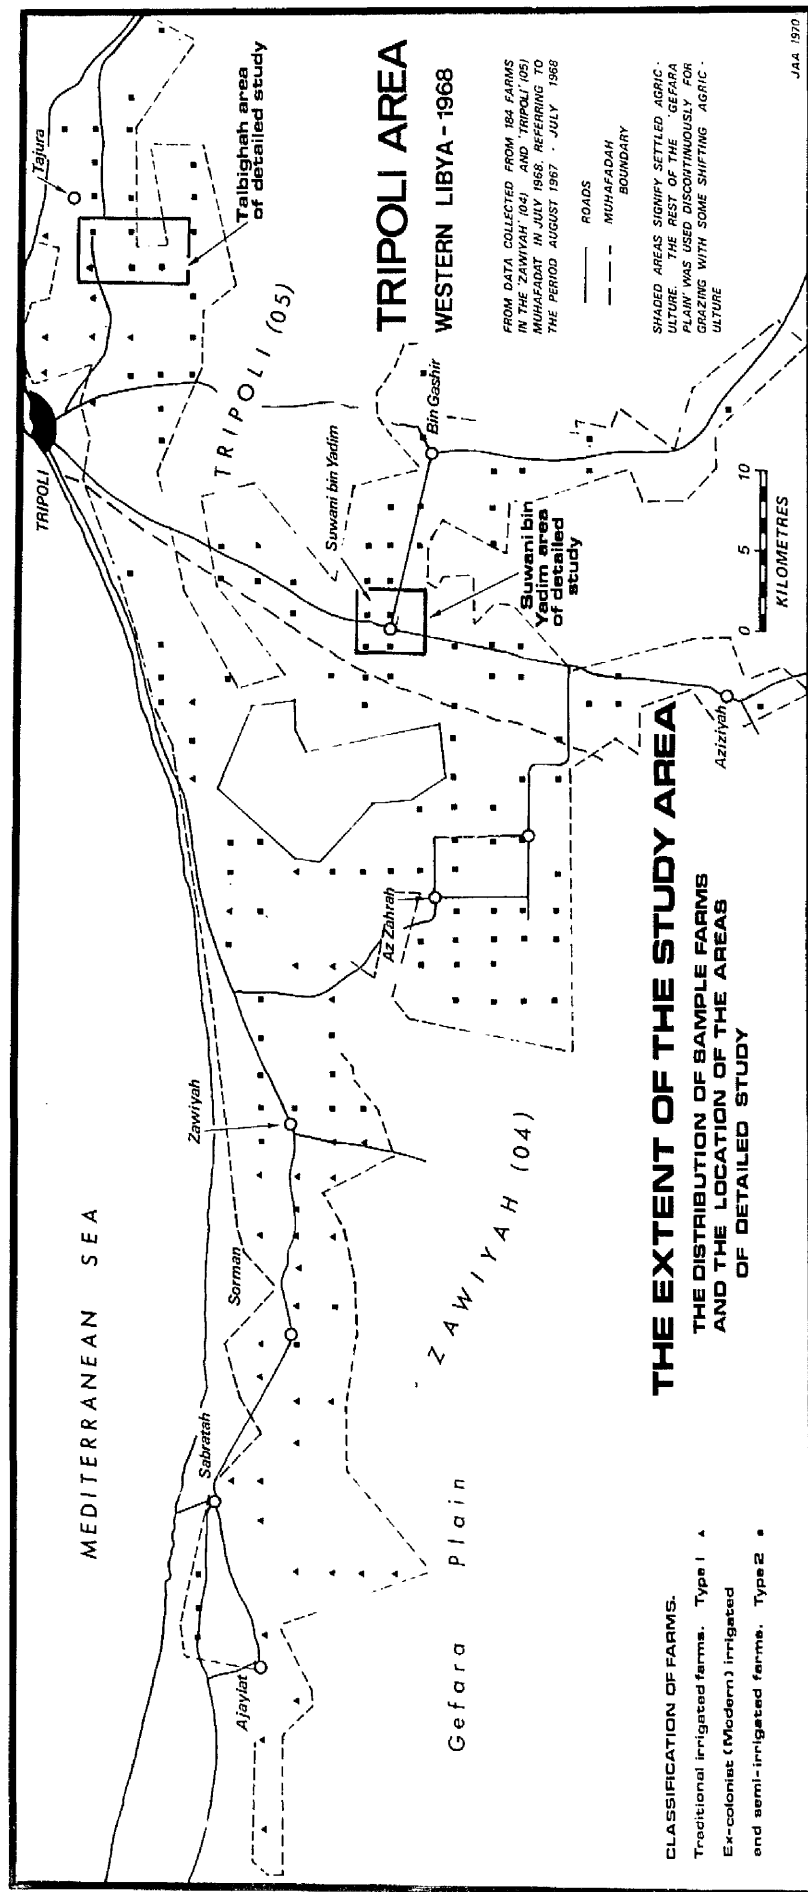 TRIPOLI AREA
WESTERN LIBYA - 1968
FROM DATA COLLECTED FROM 184 FARMS
IN THE 'ZAWIYAH' (04) AND 'TRIPOLI' (05)
MUHAFADAT IN JULY 1968, REFERRING TO
THE PERIOD AUGUST 1967 - JULY 1968
ROADS
MUHAFADAH
BOUNDARY
SHADED AREAS SIGNIFY SETTLED AGRIC-
ULTURE. THE REST OF THE 'GEFARA
PLAIN' WAS USED DISCONTINUOUSLY FOR
GRAZING WITH SOME SHIFTING AGRIC-
ULTURE
JAA 1970
MEDITERRANEAN SEA
Ajaylat
Sabratah
Sorman
Zawiyah
Az Zahrah
TRIPOLI
Tajura
Talbighah area
of detailed study
TRIPOLI (05)
Suwani bin Yadim
Bin Gashir
Suwani bin
Yadim area
of detailed
study
Aziziyah
ZAWIYAH (04)
Gefara Plain
0 5 10
KILOMETRES
THE EXTENT OF THE STUDY AREA
THE DISTRIBUTION OF SAMPLE FARMS
AND THE LOCATION OF THE AREAS
OF DETAILED STUDY
CLASSIFICATION OF FARMS.
Traditional irrigated farms. Type 1 ▲
Ex-colonist (Modern) irrigated
and semi-irrigated farms. Type 2 ■